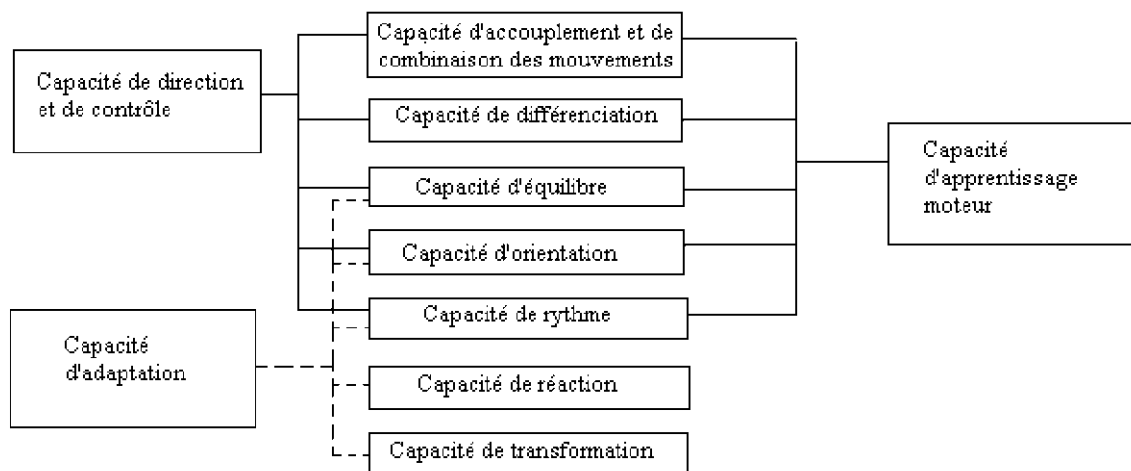 Capacité de direction
et de contrôle
Capacité d'accouplement et de
combinaison des mouvements
Capacité de différenciation
Capacité d'équilibre
Capacité d'orientation
Capacité de rythme
Capacité
d'adaptation
Capacité de réaction
Capacité de transformation
Capacité
d'apprentissage
moteur